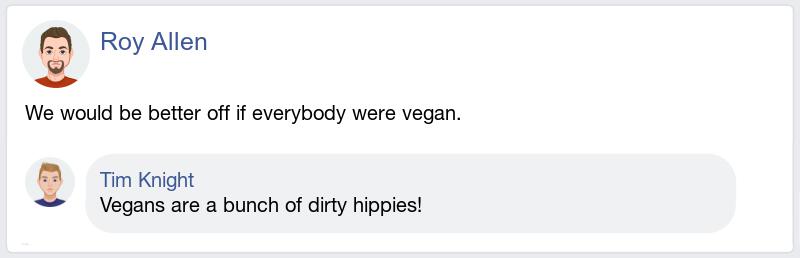 Roy Allen
We would be better off if everybody were vegan.
Tim Knight
Vegans are a bunch of dirty hippies!